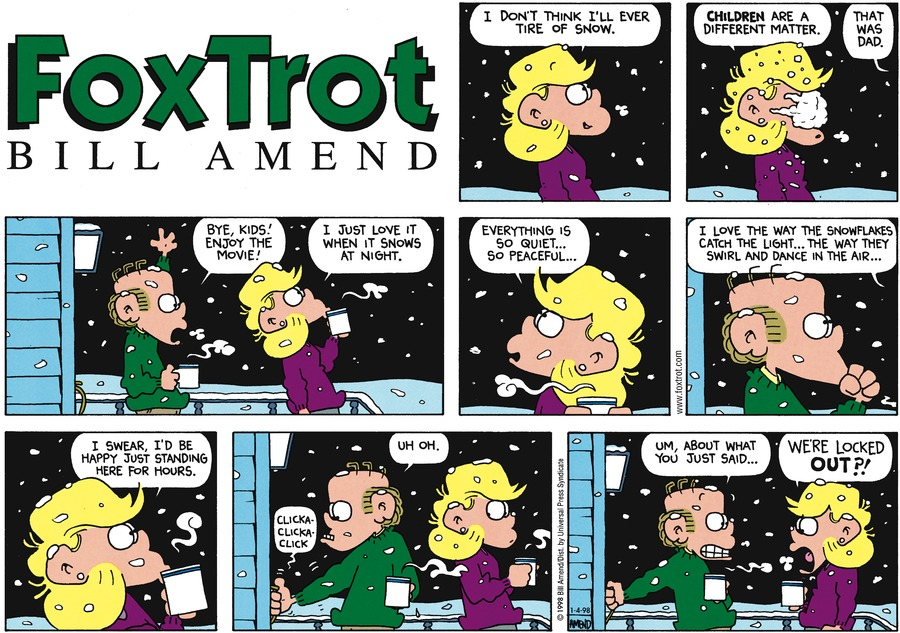 FOXTROT
BILL AMEND
I DON'T THINK I'LL EVER
TIRE OF SNOW.
CHILDREN ARE A
DIFFERENT MATTER.
THAT
WAS
DAD.
BYE, KIDS!
ENJOY THE
MOVIE!
I JUST LOVE IT
WHEN IT SNOWS
AT NIGHT.
EVERYTHING IS
SO QUIET...
SO PEACEFUL...
www.foxtrot.com
I LOVE THE WAY THE SNOWFLAKES
CATCH THE LIGHT... THE WAY THEY
SWIRL AND DANCE IN THE AIR...
I SWEAR, I'D BE
HAPPY JUST STANDING
HERE FOR HOURS.
CLICKA-
CLICKA-
CLICK
UH OH.
© 1998 Bill Amend/Dist. by Universal Press Syndicate
UM, ABOUT WHAT
YOU JUST SAID...
WE'RE LOCKED
OUT?!
1-4-98
AMEND